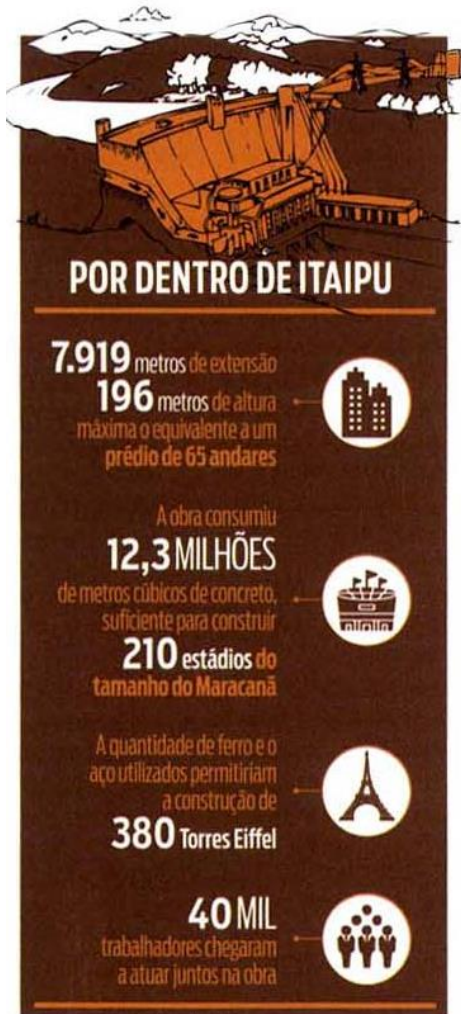 POR DENTRO DE ITAIPU
7.919 metros de extensão
196 metros de altura
máxima o equivalente a um
prédio de 65 andares
A obra consumiu
12,3 MILHÕES
de metros cúbicos de concreto,
suficiente para construir
210 estádios do
tamanho do Maracanã
A quantidade de ferro e o
aço utilizados permitiriam
a construção de
380 Torres Eiffel
40 MIL
trabalhadores chegaram
a atuar juntos na obra